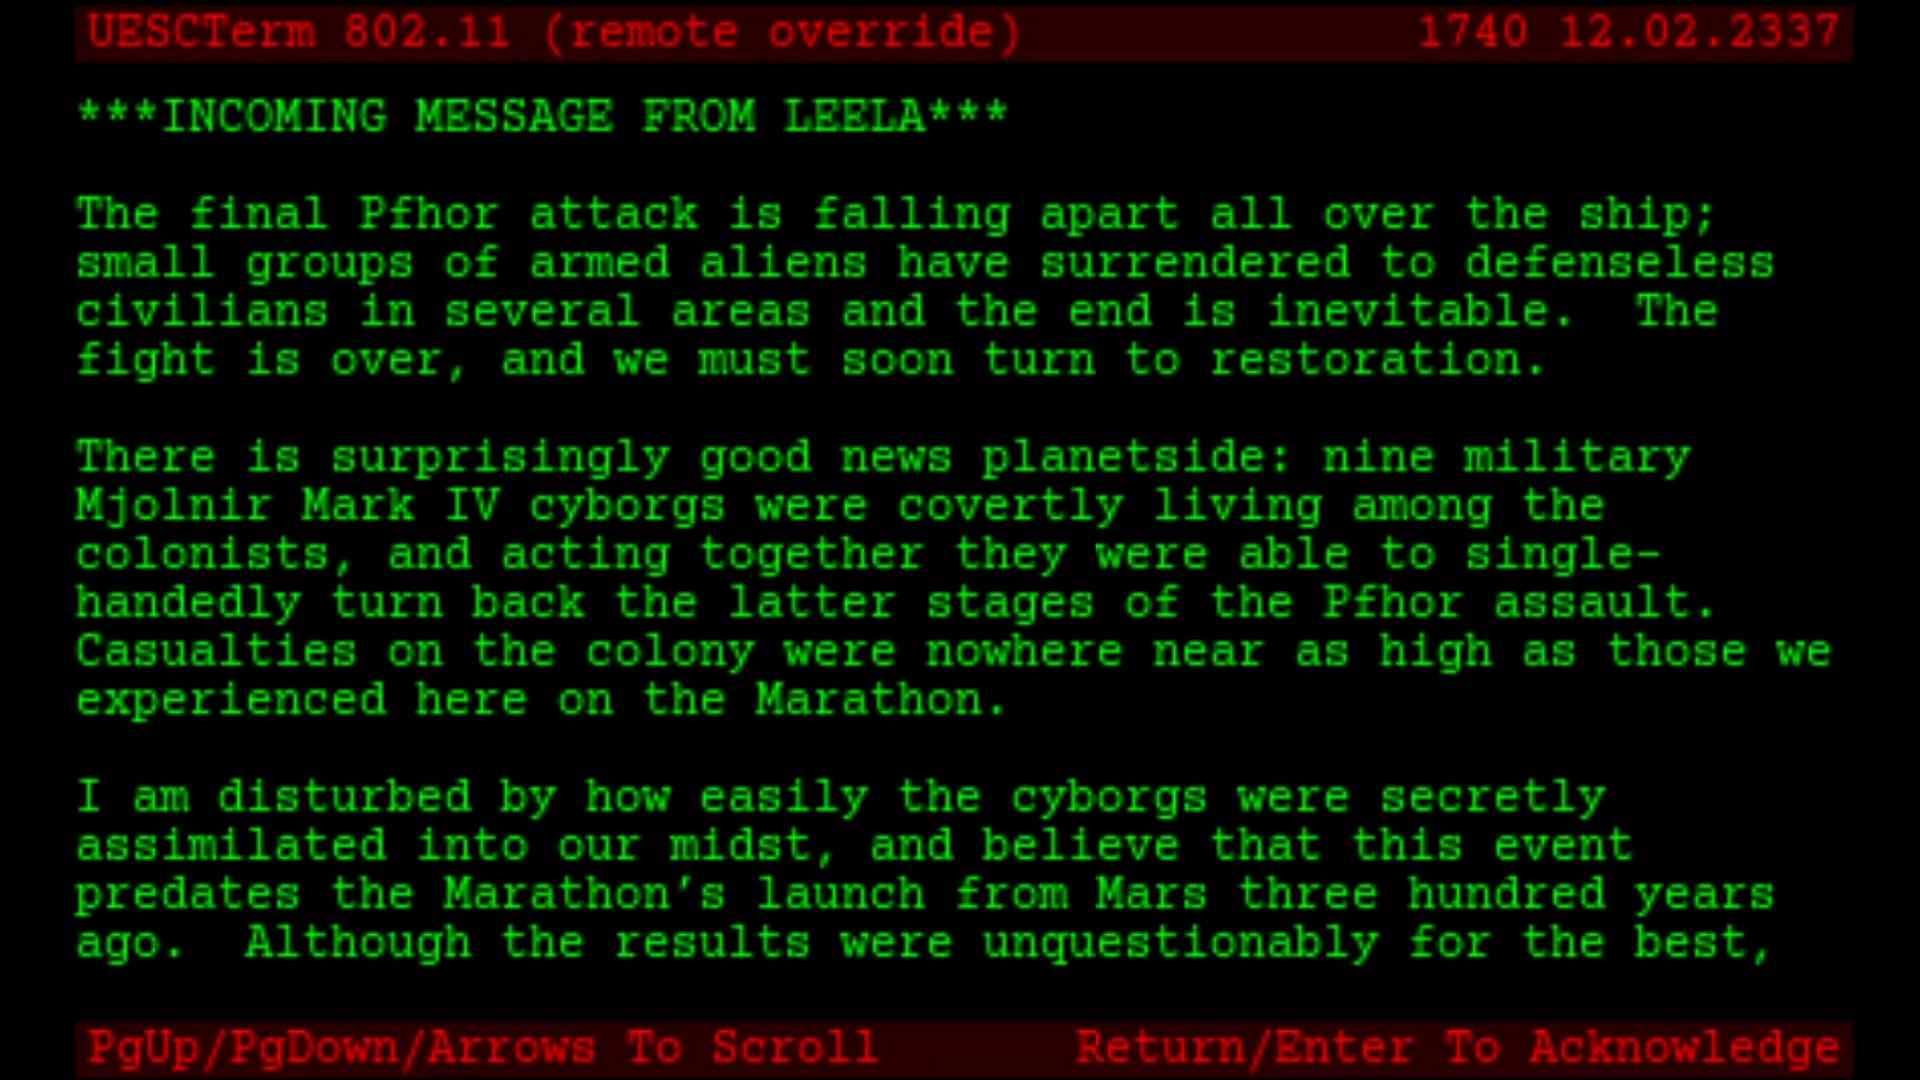 UESCTerm 802.11 (remote override) 1740 12.02.2337
***INCOMING MESSAGE FROM LEELA***
The final Pfhor attack is falling apart all over the ship;
small groups of armed aliens have surrendered to defenseless
civilians in several areas and the end is inevitable.  The
fight is over, and we must soon turn to restoration.
There is surprisingly good news planetside: nine military
Mjolnir Mark IV cyborgs were covertly living among the
colonists, and acting together they were able to single-
handedly turn back the latter stages of the Pfhor assault.
Casualties on the colony were nowhere near as high as those we
experienced here on the Marathon.
I am disturbed by how easily the cyborgs were secretly
assimilated into our midst, and believe that this event
predates the Marathon's launch from Mars three hundred years
ago.  Although the results were unquestionably for the best,
PgUp/PgDown/Arrows To Scroll Return/Enter To Acknowledge